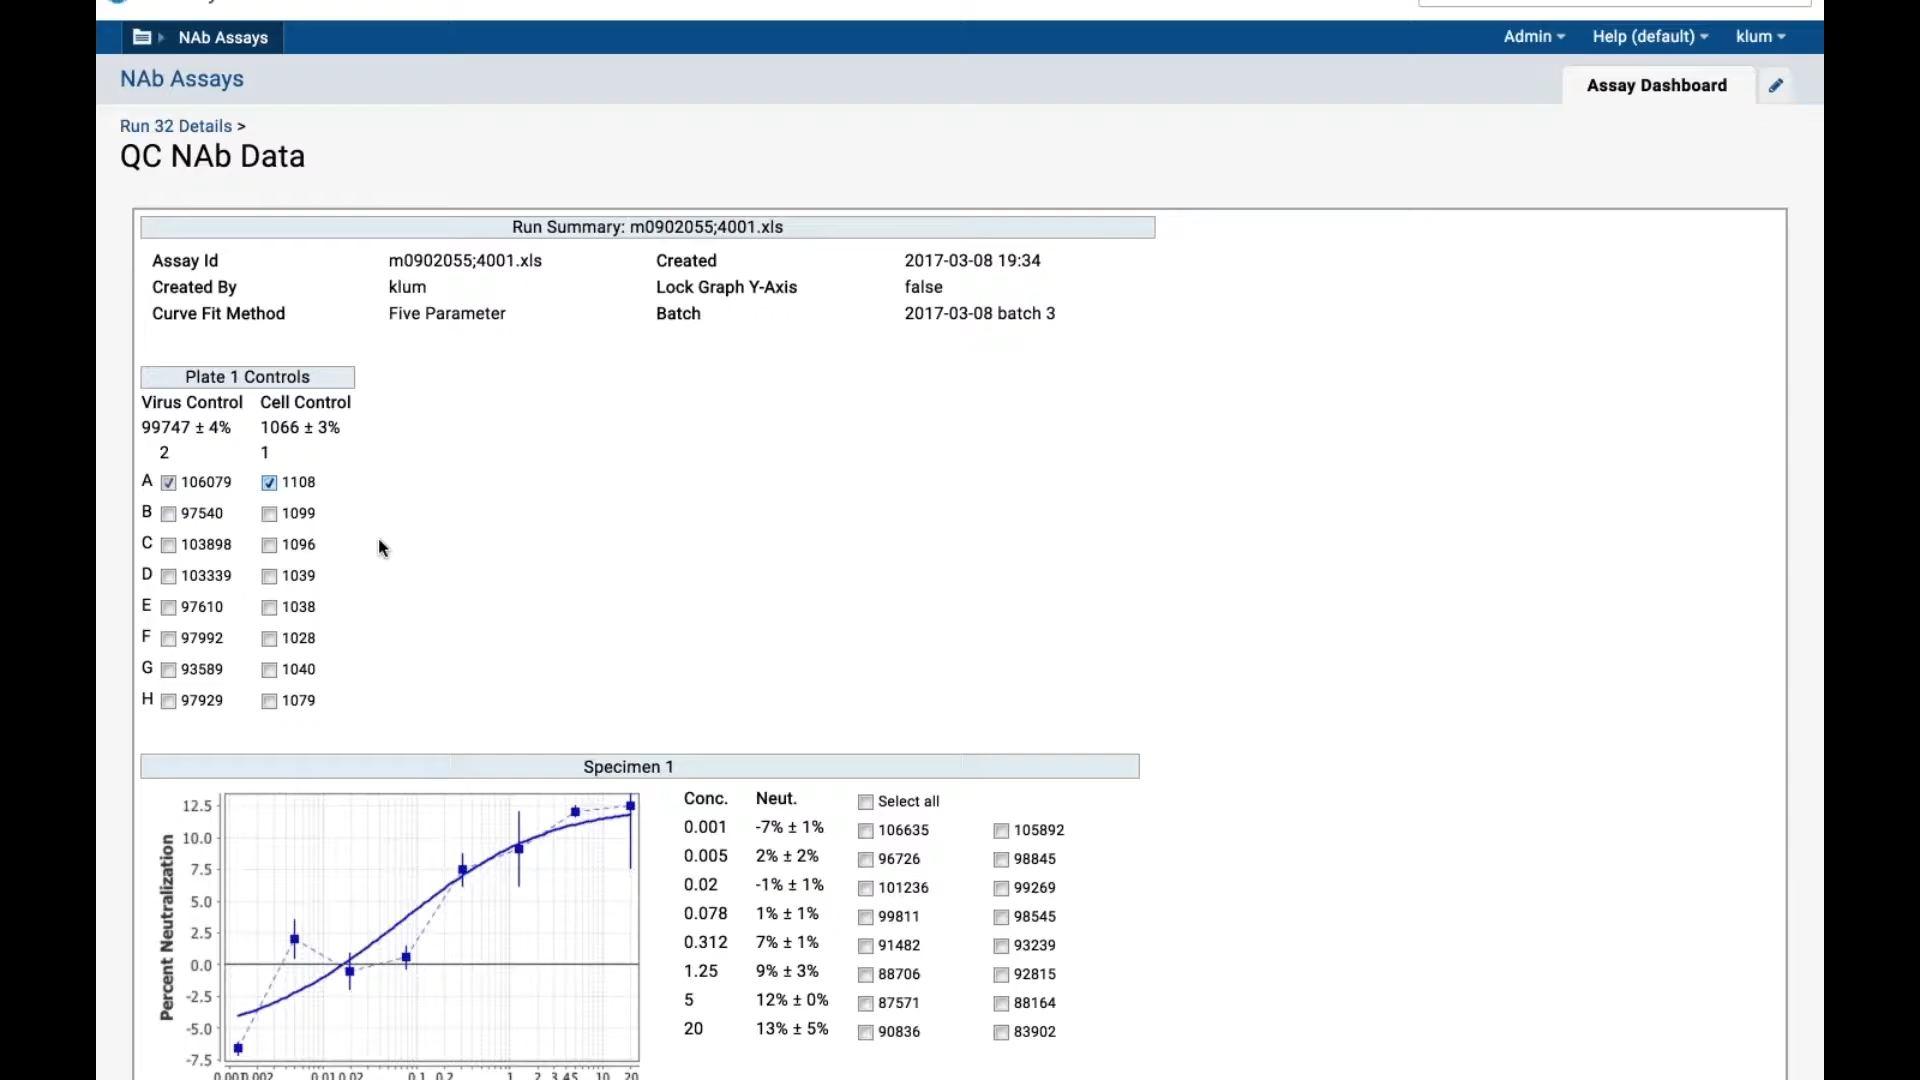 NAb Assays
Admin
Help (default)
klum
NAb Assays
Assay Dashboard
Run 32 Details >
QC NAb Data
Run Summary: m0902055;4001.xls
Assay Id m0902055;4001.xls Created 2017-03-08 19:34
Created By klum Lock Graph Y-Axis false
Curve Fit Method Five Parameter Batch 2017-03-08 batch 3
Plate 1 Controls
Virus Control Cell Control
99747 ± 4% 1066 ± 3%
2 1
A 106079 1108
B 97540 1099
C 103898 1096
D 103339 1039
E 97610 1038
F 97992 1028
G 93589 1040
H 97929 1079
Specimen 1
Percent Neutralization
12.5
10.0
7.5
5.0
2.5
0.0
-2.5
-5.0
-7.5
Conc. Neut. Select all
0.001 -7% ± 1% 106635 105892
0.005 2% ± 2% 96726 98845
0.02 -1% ± 1% 101236 99269
0.078 1% ± 1% 99811 98545
0.312 7% ± 1% 91482 93239
1.25 9% ± 3% 88706 92815
5 12% ± 0% 87571 88164
20 13% ± 5% 90836 83902